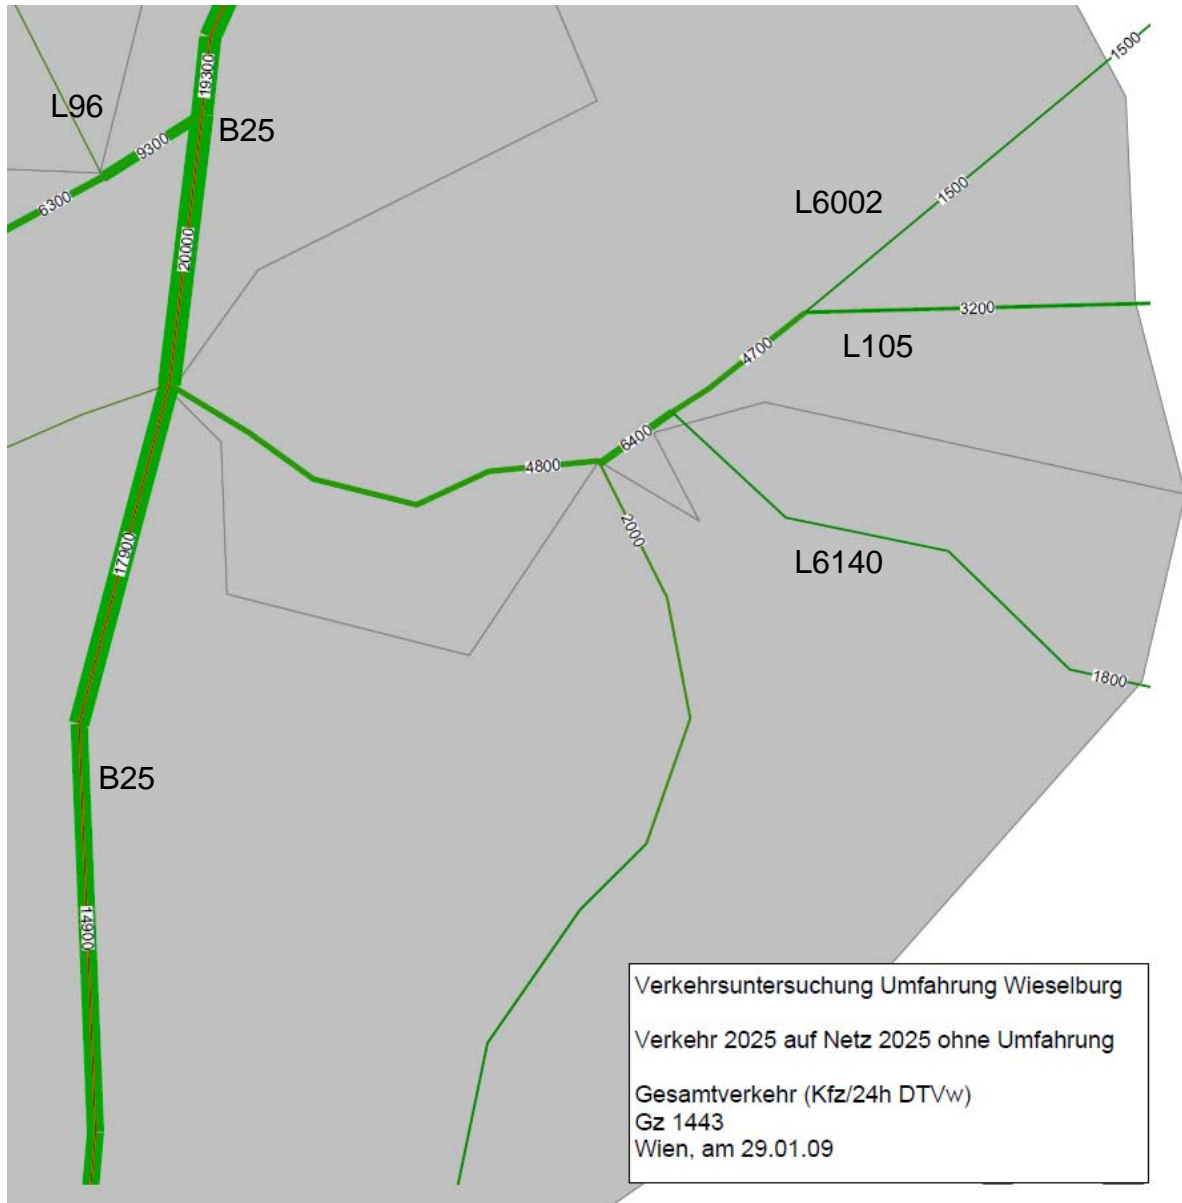 1500
19300
L96
B25
9300
1500
L6002
6300
20000
3200
L105
4700
6400
4800
2000
17900
L6140
1800
B25
14900
Verkehrsuntersuchung Umfahrung Wieselburg
Verkehr 2025 auf Netz 2025 ohne Umfahrung
Gesamtverkehr (Kfz/24h DTVw)
Gz 1443
Wien, am 29.01.09